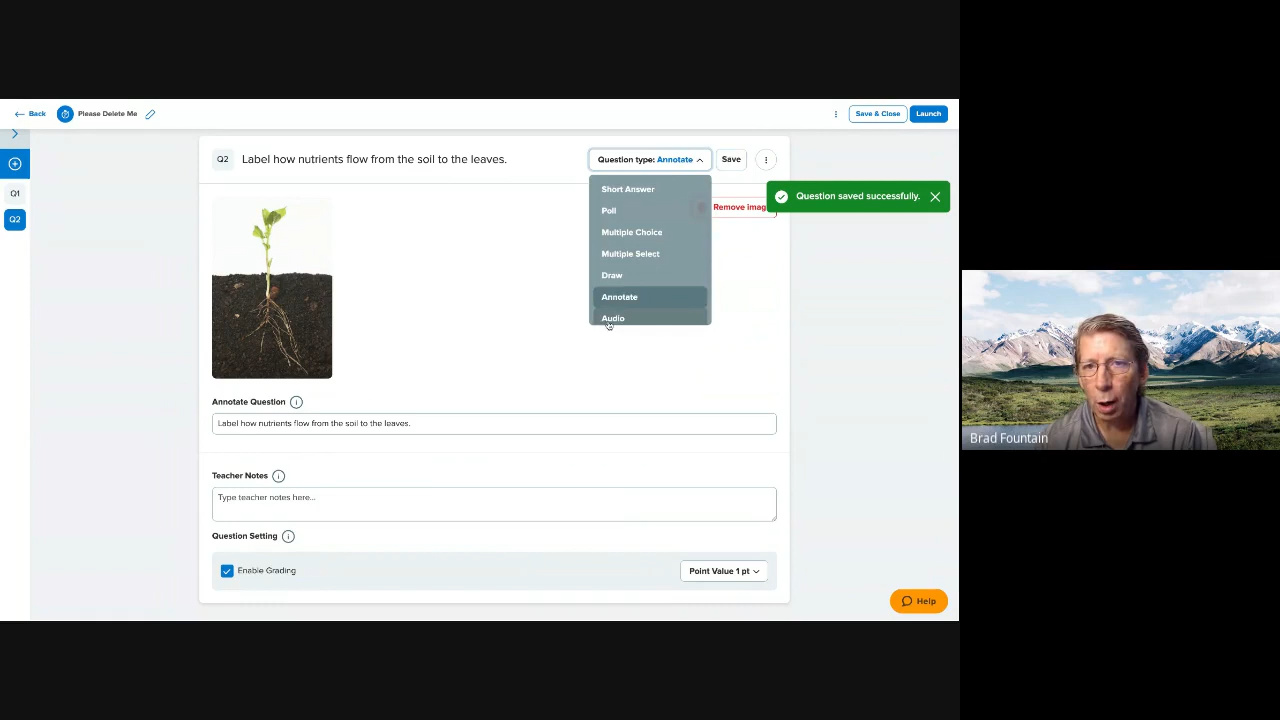 Back
Please Delete Me
Save & Close
Launch
Q2
Label how nutrients flow from the soil to the leaves.
Question type: Annotate
Save
Question saved successfully.
Q1
Q2
Short Answer
Poll
Multiple Choice
Multiple Select
Draw
Annotate
Audio
Remove
Annotate Question
Label how nutrients flow from the soil to the leaves.
Teacher Notes
Type teacher notes here...
Question Setting
Enable Grading
Point Value 1 pt
Help
Brad Fountain